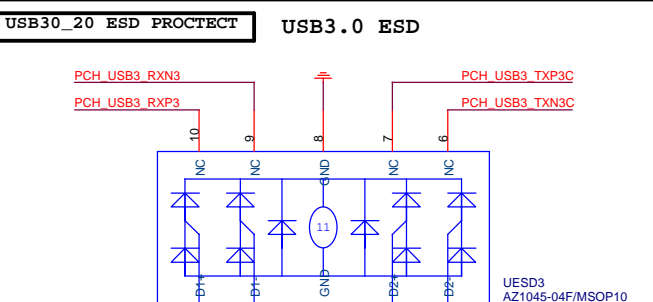 USB30_20 ESD PROCTECT
USB3.0 ESD
PCH_USB3_RXN3
PCH_USB3_TXP3C
PCH_USB3_RXP3
PCH_USB3_TXN3C
10 9 8 7 6
NC NC GND NC NC
11
D1+ D1- GND D2+ D2-
UESD3
AZ1045-04F/MSOP10